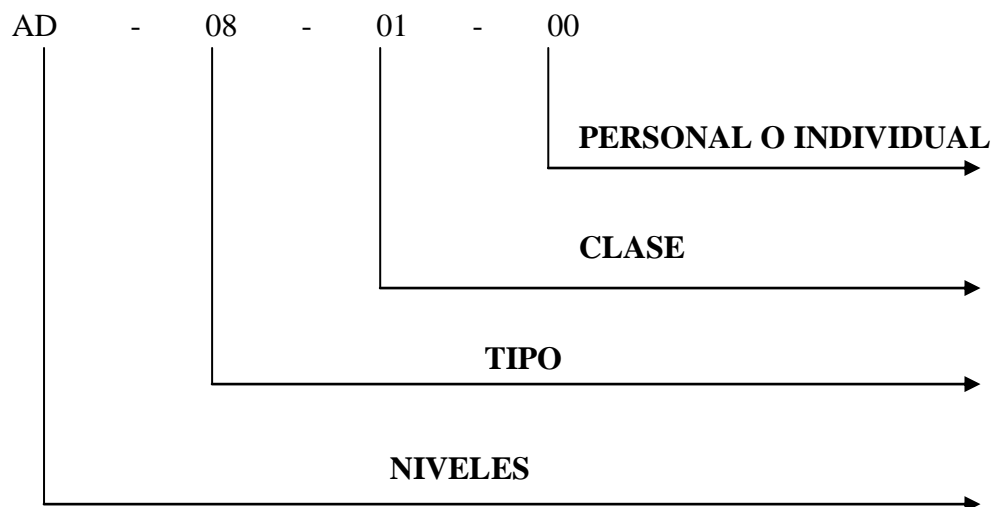 AD - 08 - 01 - 00
PERSONAL O INDIVIDUAL
CLASE
TIPO
NIVELES